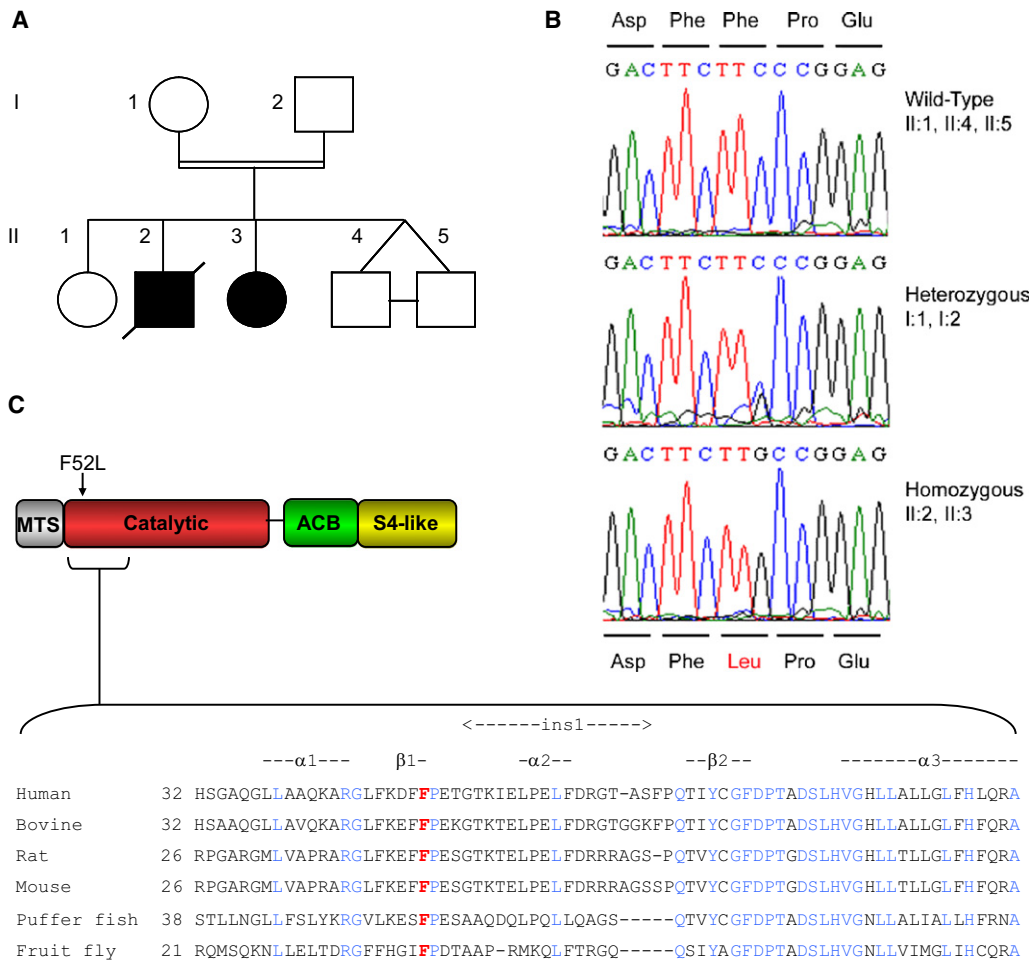 A
I
1
2
II
1
2
3
4
5
B
Asp Phe Phe Pro Glu
GACTTCTTCCCGGAG
Wild-Type
II:1, II:4, II:5
GACTTCTTCCCGGAG
Heterozygous
I:1, I:2
GACTTCTTGCCGGAG
Homozygous
II:2, II:3
Asp Phe Leu Pro Glu
C
F52L
MTS Catalytic ACB S4-like
<------ins1----->
---α1--- β1- -α2-- --β2-- -------α3----
Human 32 HSGAQGLLAAQKARGLFKDFFPETGTKIELPELFDRGT-ASFPQTIYCGFDPTADSLHVGHLLALLGLFHLQRA
Bovine 32 HSAAQGLLAVQKARGLFKEFFPEKGTKTELPELFDRGTGGKFPQTIYCGFDPTADSLHVGHLLALLGLFHFQRA
Rat 26 RPGARGMLVAPRARGLFKEFFPESGTKTELPELFDRRRAGS-PQTVYCGFDPTGDSLHVGHLLTLLGLFHFQRA
Mouse 26 RPGARGMLVAPRARGLFKEFFPESGTKTELPELFDRRRAGSSPQTVYCGFDPTGDSLHVGHLLTLLGLFHFQRA
Puffer fish 38 STLLNGLLFSLYKRGVLKESFPESAAQDQLPQLLQAGS-----QTVYCGFDPTADSLHVGNLLALIALLHFRNA
Fruit fly 21 RQMSQKNLLELTDRGFFHGIFPDTAAP-RMKQLFTRGQ-----QSIYAGFDPTADSLHVGNLLVIMGLIHCQRA